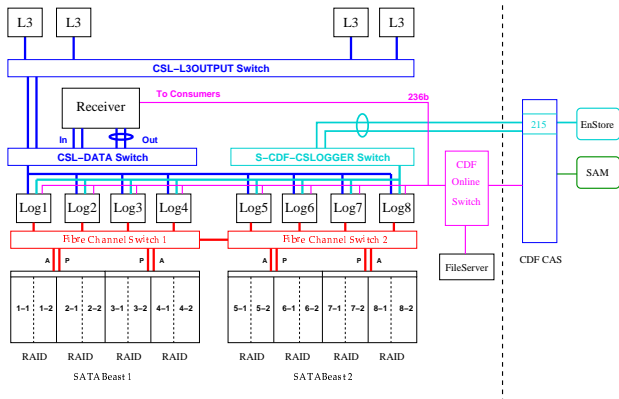 L3 L3 L3 L3
CSL-L3OUTPUT Switch
To Consumers
236b
Receiver
In Out
215
EnStore
CSL-DATA Switch
S-CDF-CSLOGGER Switch
CDF
Online
Switch
SAM
Log1 Log2 Log3 Log4 Log5 Log6 Log7 Log8
Fibre Channel Switch 1
Fibre Channel Switch 2
A P P A A P P A
FileServer
CDF CAS
1-1 1-2 2-1 2-2 3-1 3-2 4-1 4-2 5-1 5-2 6-1 6-2 7-1 7-2 8-1 8-2
RAID RAID RAID RAID RAID RAID RAID RAID
SATABeast 1
SATABeast 2